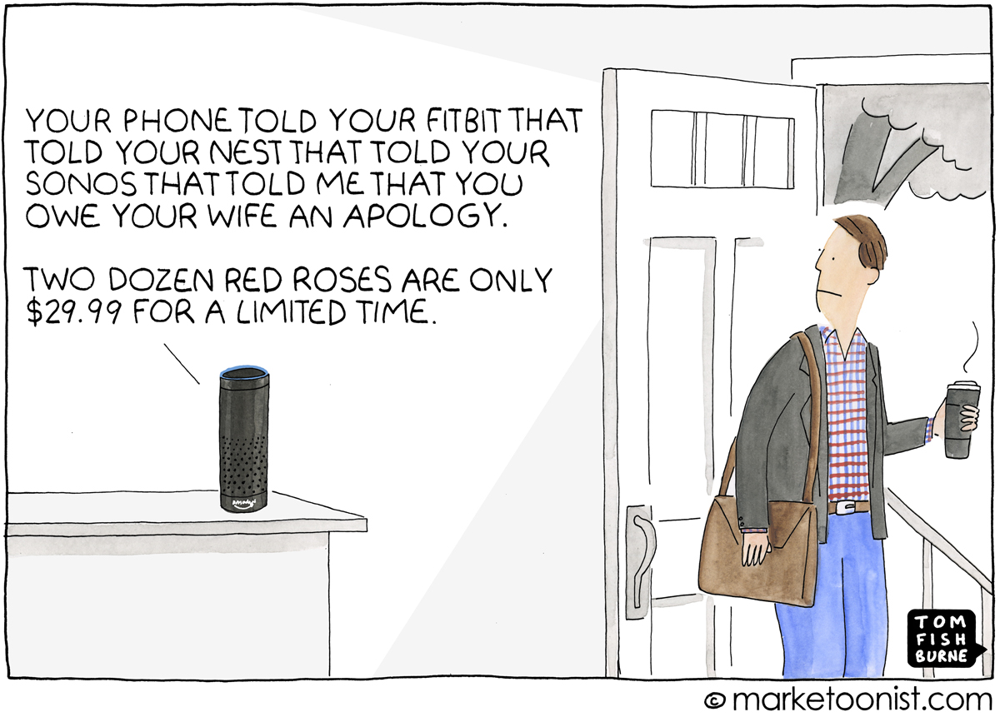 YOUR PHONE TOLD YOUR FITBIT THAT
TOLD YOUR NEST THAT TOLD YOUR
SONOS THAT TOLD ME THAT YOU
OWE YOUR WIFE AN APOLOGY.
TWO DOZEN RED ROSES ARE ONLY
$29.99 FOR A LIMITED TIME.
amazon
TOM
FISH
BURNE
© marketoonist.com